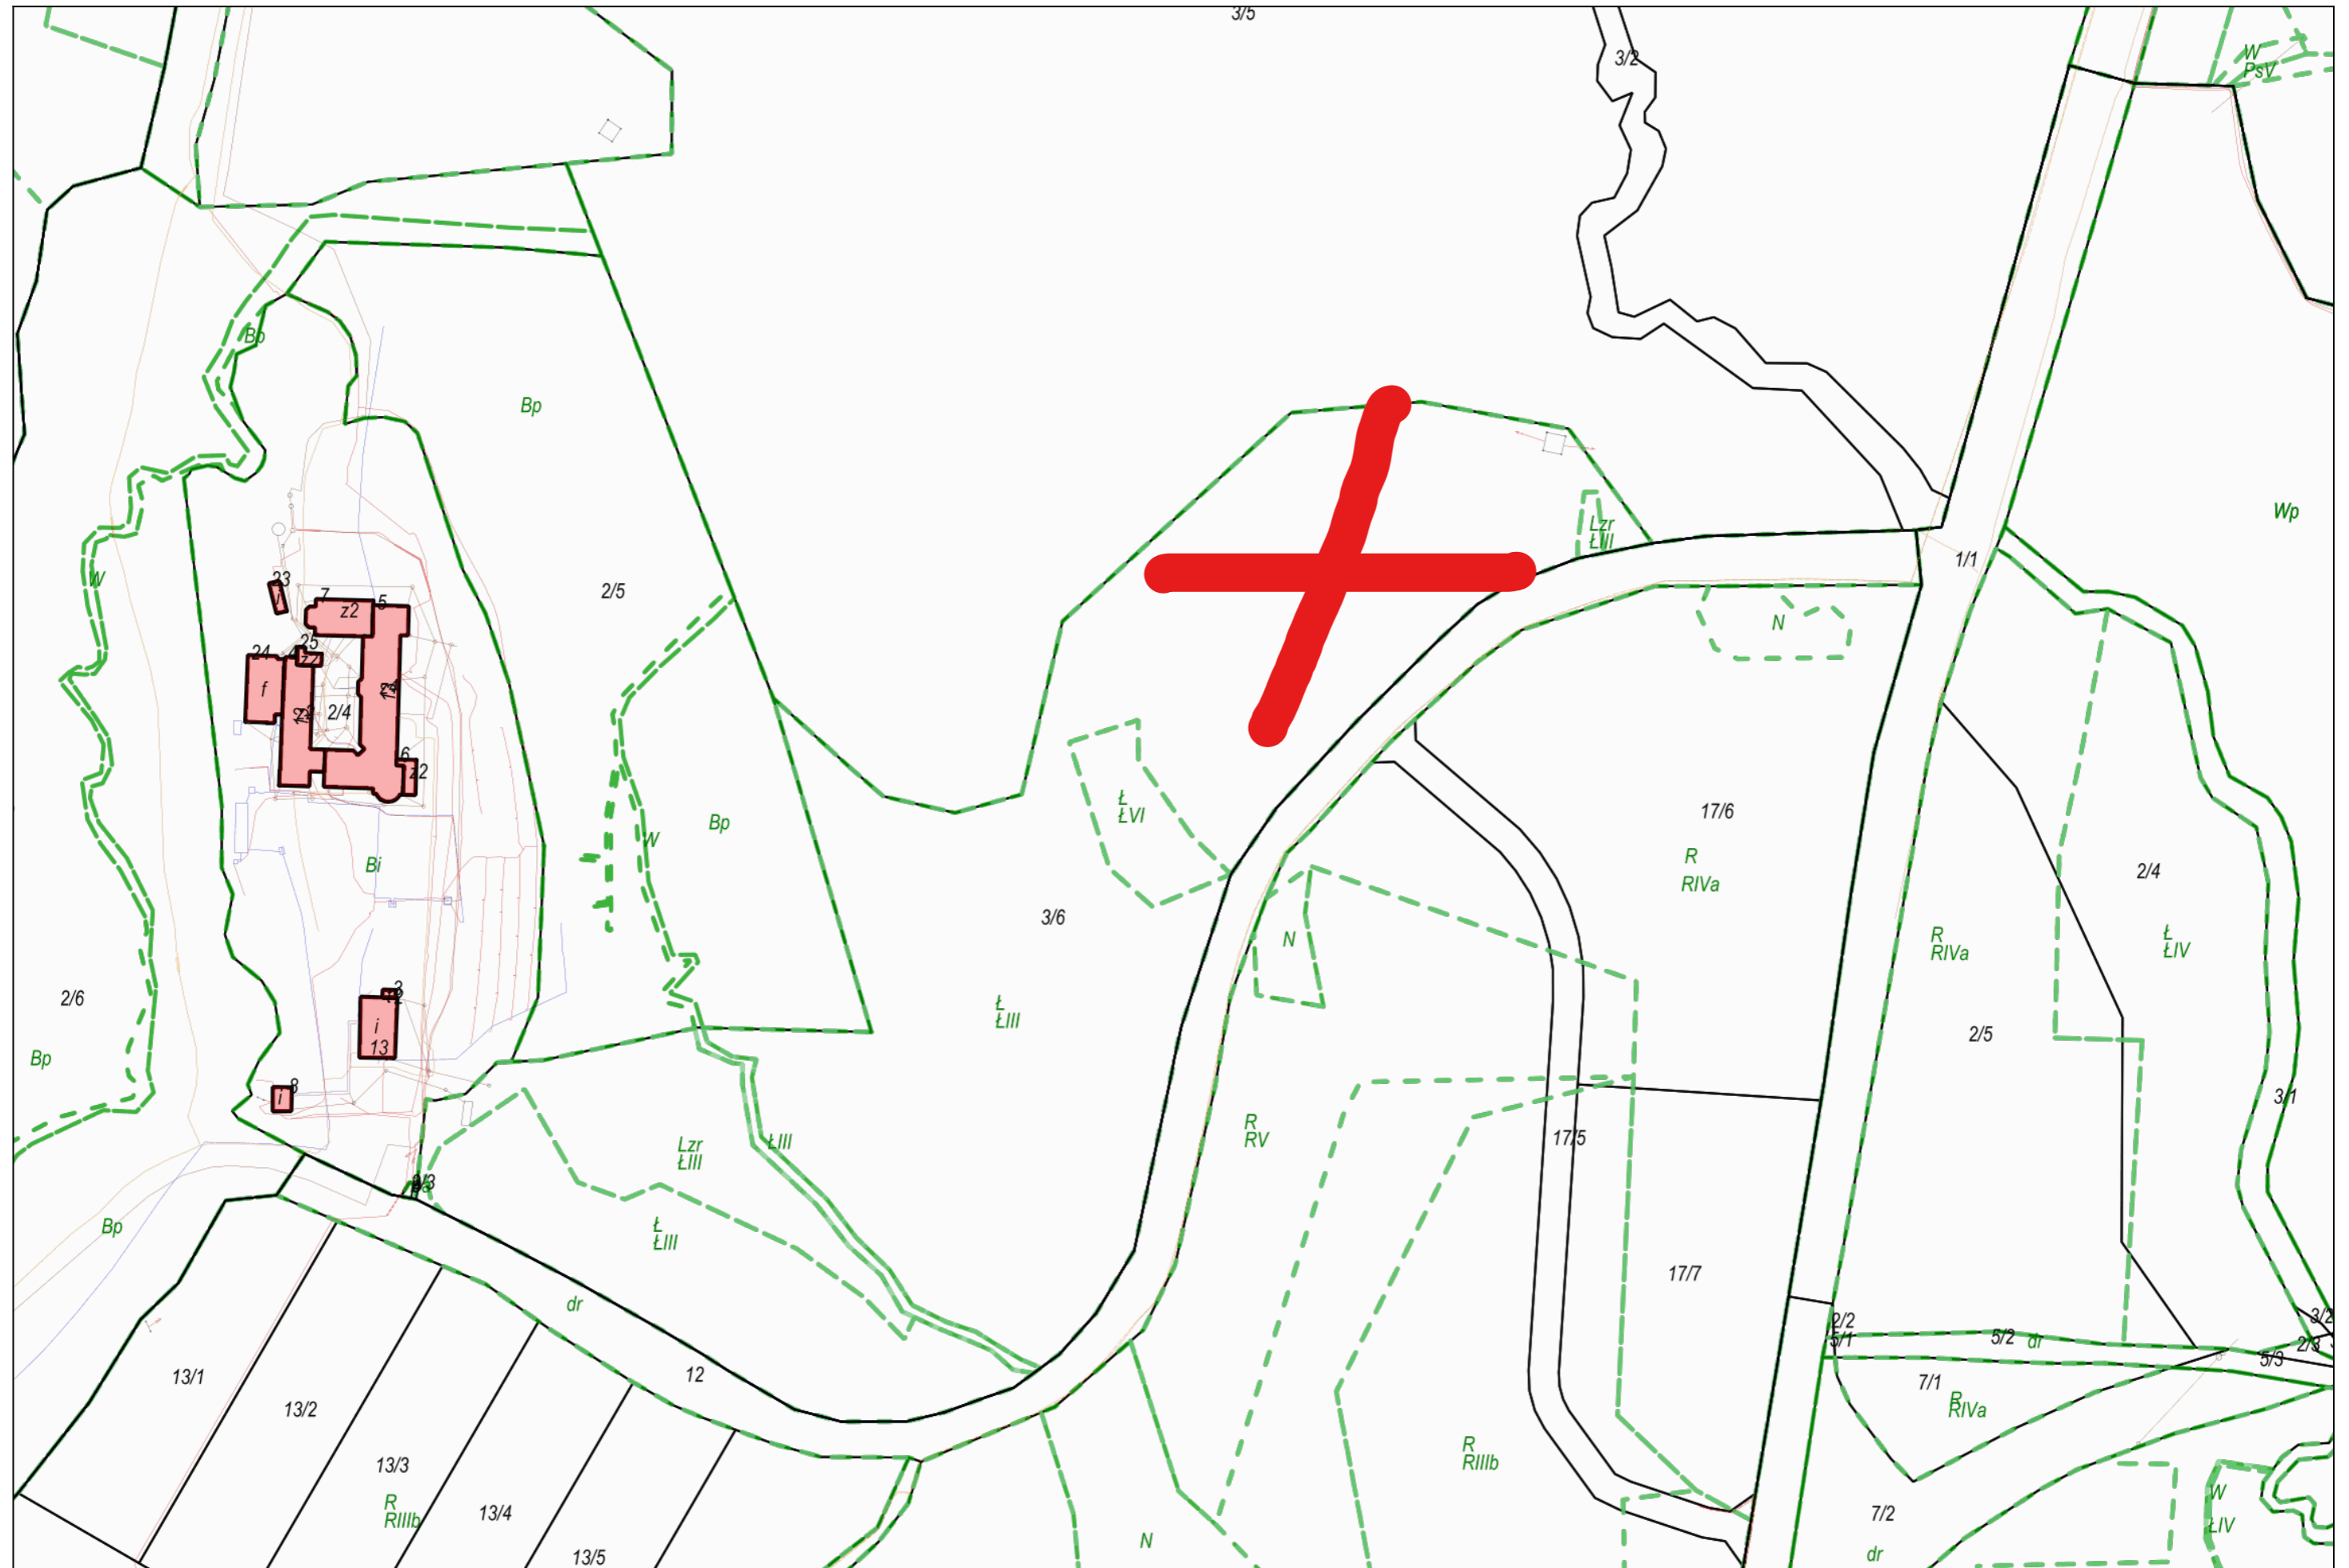 3/5
3/2
W
PsV
Bp
Bp
Wp
Lzr
ŁIII
1/1
W
23
7
5
z2
2/5
N
25
24
f
2/4
6
z2
Ł
ŁVI
17/6
W
Bp
Bi
R
RIVa
2/4
3/6
N
R
RIVa
Ł
ŁIV
2/6
Ł
ŁIII
i
13
2/5
Bp
8
i
3/1
R
RV
17/5
Lzr
ŁIII
ŁIII
Bp
Ł
ŁIII
17/7
dr
2/2
5/1
5/2
dr
3/2
2/3
5/3
13/1
12
7/1
R
RIVa
13/2
13/3
R
RIIIb
R
RIIIb
13/4
N
7/2
W
ŁIV
13/5
dr